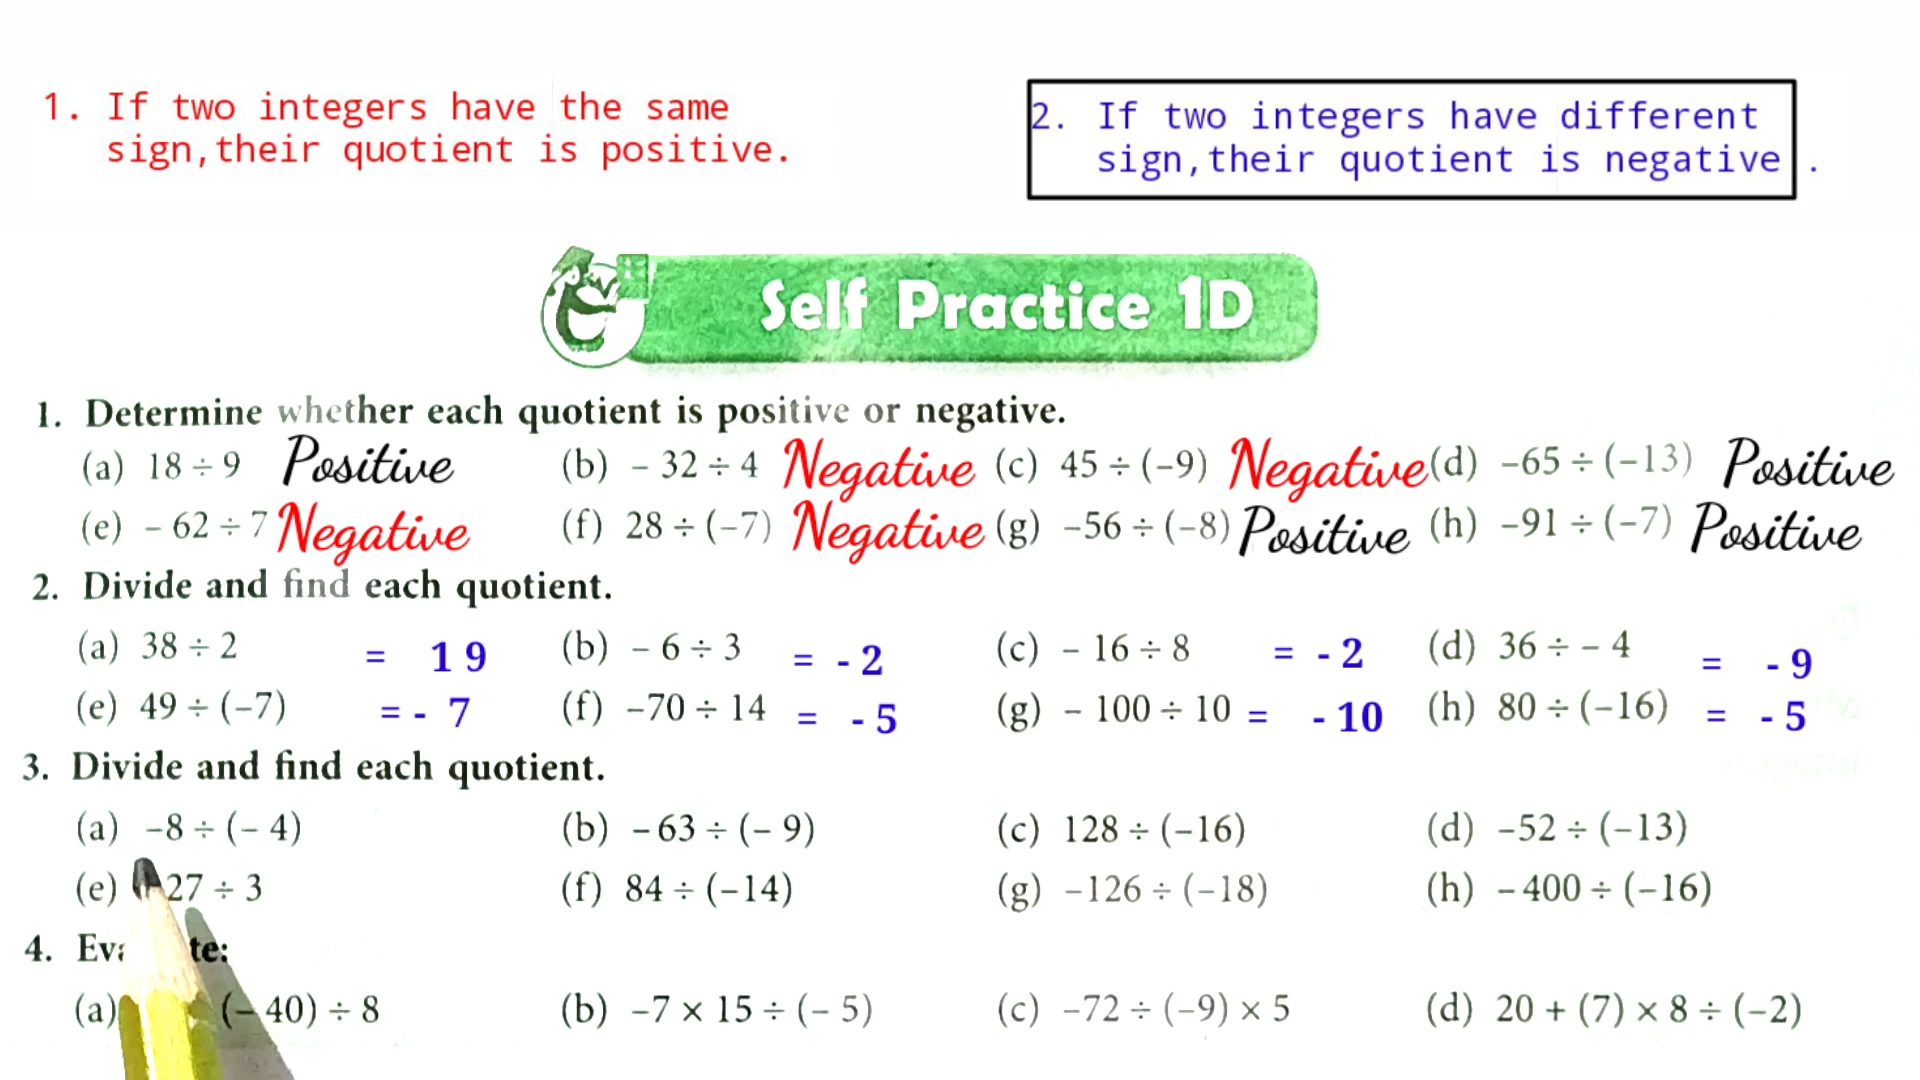 1. If two integers have the same
sign,their quotient is positive.
2. If two integers have different
sign,their quotient is negative .
Self Practice 1D
1. Determine whether each quotient is positive or negative.
(a) 18 ÷ 9 Positive (b) – 32 ÷ 4 Negative (c) 45 ÷ (–9) Negative (d) –65 ÷ (–13) Positive
(e) – 62 ÷ 7 Negative (f) 28 ÷ (–7) Negative (g) –56 ÷ (–8) Positive (h) –91 ÷ (–7) Positive
2. Divide and find each quotient.
(a) 38 ÷ 2 = 19 (b) – 6 ÷ 3 = -2 (c) – 16 ÷ 8 = -2 (d) 36 ÷ – 4 = -9
(e) 49 ÷ (–7) = - 7 (f) –70 ÷ 14 = -5 (g) – 100 ÷ 10 = -10 (h) 80 ÷ (–16) = -5
3. Divide and find each quotient.
(a) –8 ÷ (– 4) (b) – 63 ÷ (– 9) (c) 128 ÷ (–16) (d) –52 ÷ (–13)
(e) 27 ÷ 3 (f) 84 ÷ (–14) (g) –126 ÷ (–18) (h) – 400 ÷ (–16)
4.
(a) (– 40) ÷ 8 (b) –7 × 15 ÷ (– 5) (c) –72 ÷ (–9) × 5 (d) 20 + (7) × 8 ÷ (–2)